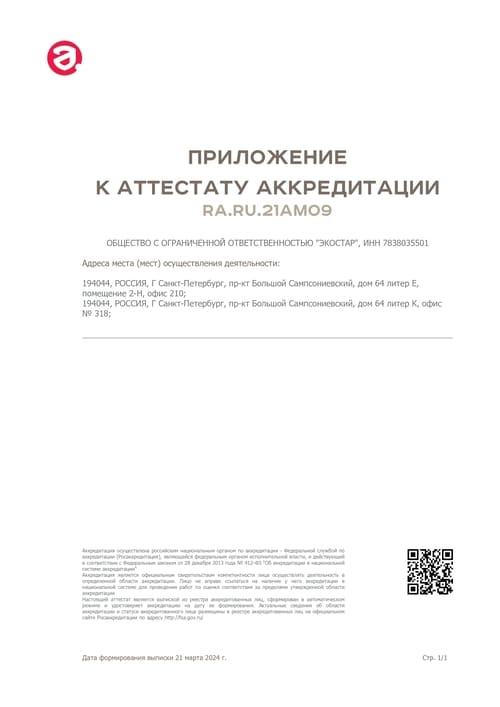 ПРИЛОЖЕНИЕ
К АТТЕСТАТУ АККРЕДИТАЦИИ
RA.RU.21АМ09
ОБЩЕСТВО С ОГРАНИЧЕННОЙ ОТВЕТСТВЕННОСТЬЮ "ЭКОСТАР", ИНН 7838035501
Адреса места (мест) осуществления деятельности:
194044, РОССИЯ, Г Санкт-Петербург, пр-кт Большой Сампсониевский, дом 64 литер Е,
помещение 2-Н, офис 210;
194044, РОССИЯ, Г Санкт-Петербург, пр-кт Большой Сампсониевский, дом 64 литер К, офис
№ 318;
Аккредитация осуществлена российским национальным органом по аккредитации - Федеральной службой по
аккредитации (Росаккредитация), являющейся федеральным органом исполнительной власти, и действующей
в соответствии с Федеральным законом от 28 декабря 2013 года № 412-ФЗ "Об аккредитации в национальной
системе аккредитации"
Аккредитация является официальным свидетельством компетентности лица осуществлять деятельность в
определенной области аккредитации. Лицо не вправе ссылаться на наличие у него аккредитации в
национальной системе для проведения работ по оценке соответствия за пределами утвержденной области
аккредитации
Настоящий аттестат является выпиской из реестра аккредитованных лиц, сформирован в автоматическом
режиме и удостоверяет аккредитацию на дату ее формирования. Актуальные сведения об области
аккредитации и статусе аккредитованного лица размещены в реестре аккредитованных лиц на официальном
сайте Росаккредитации по адресу http://fsa.gov.ru/
Дата формирования выписки 21 марта 2024 г.
Стр. 1/1